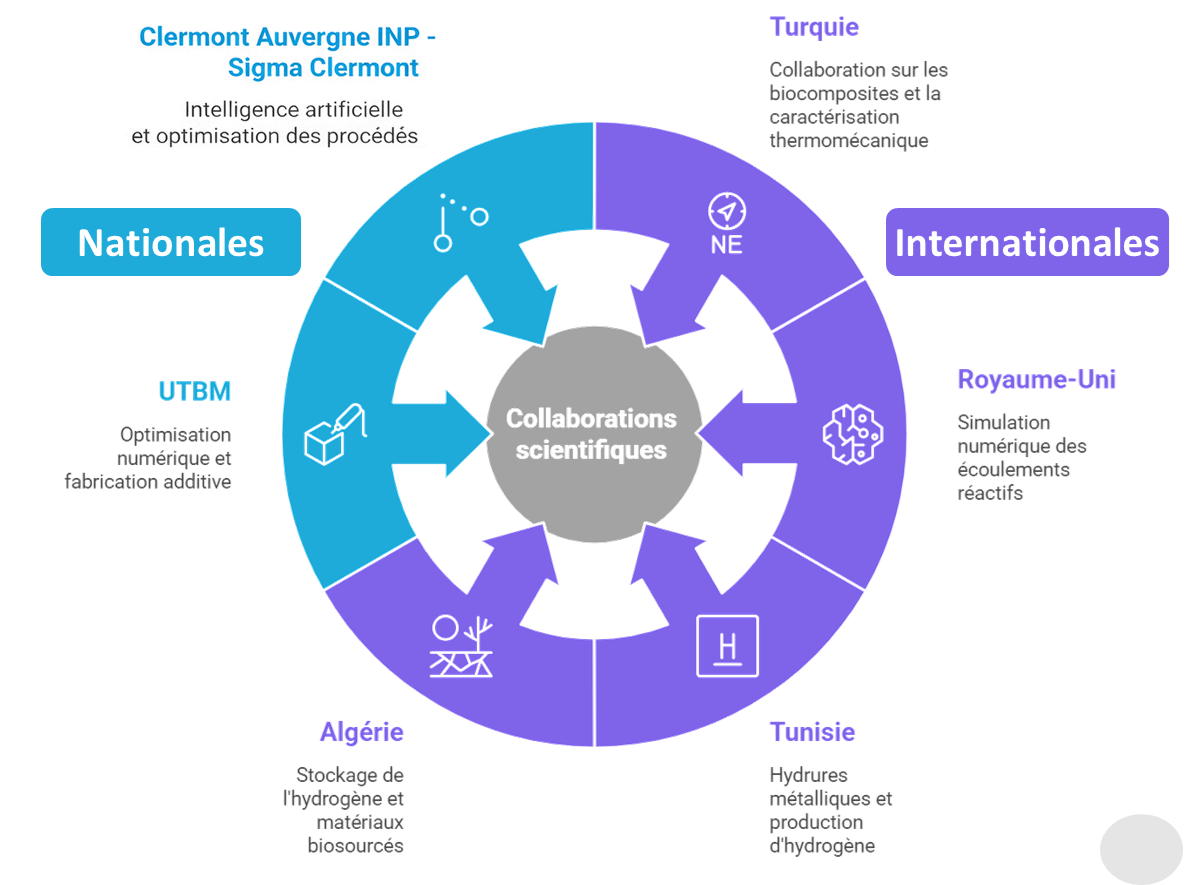 Clermont Auvergne INP -
Sigma Clermont
Intelligence artificielle
et optimisation des procédés
Turquie
Collaboration sur les
biocomposites et la
caractérisation
thermomécanique
Nationales
NE
Internationales
UTBM
Optimisation
numérique et
fabrication additive
Collaborations
scientifiques
Royaume-Uni
Simulation
numérique des
écoulements
réactifs
H
Algérie
Stockage de
l'hydrogène et
matériaux
biosourcés
Tunisie
Hydrures
métalliques et
production
d'hydrogène